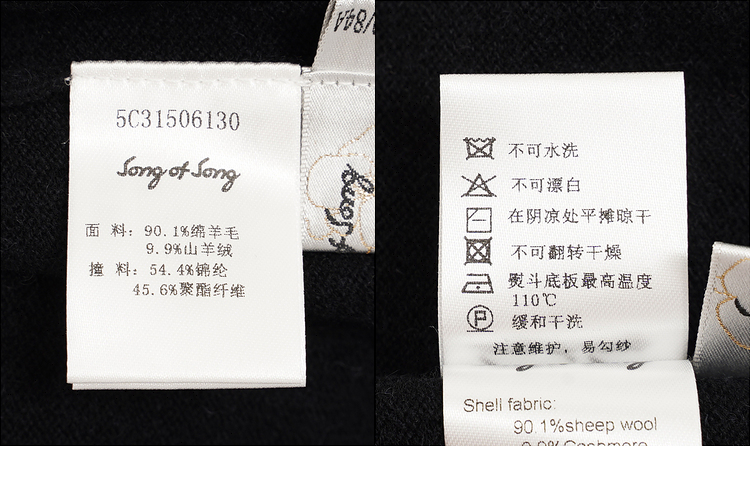 /84A
5C31506130
Song of Song
面 料: 90.1%绵羊毛
9.9%山羊绒
撞 料: 54.4%锦纶
45.6%聚酯纤维
不可水洗
不可漂白
在阴凉处平摊晾干
不可翻转干燥
熨斗底板最高温度
110℃
P 缓和干洗
注意维护, 易勾纱
Shell fabric:
90.1%sheep wool
9.9%Cashmere